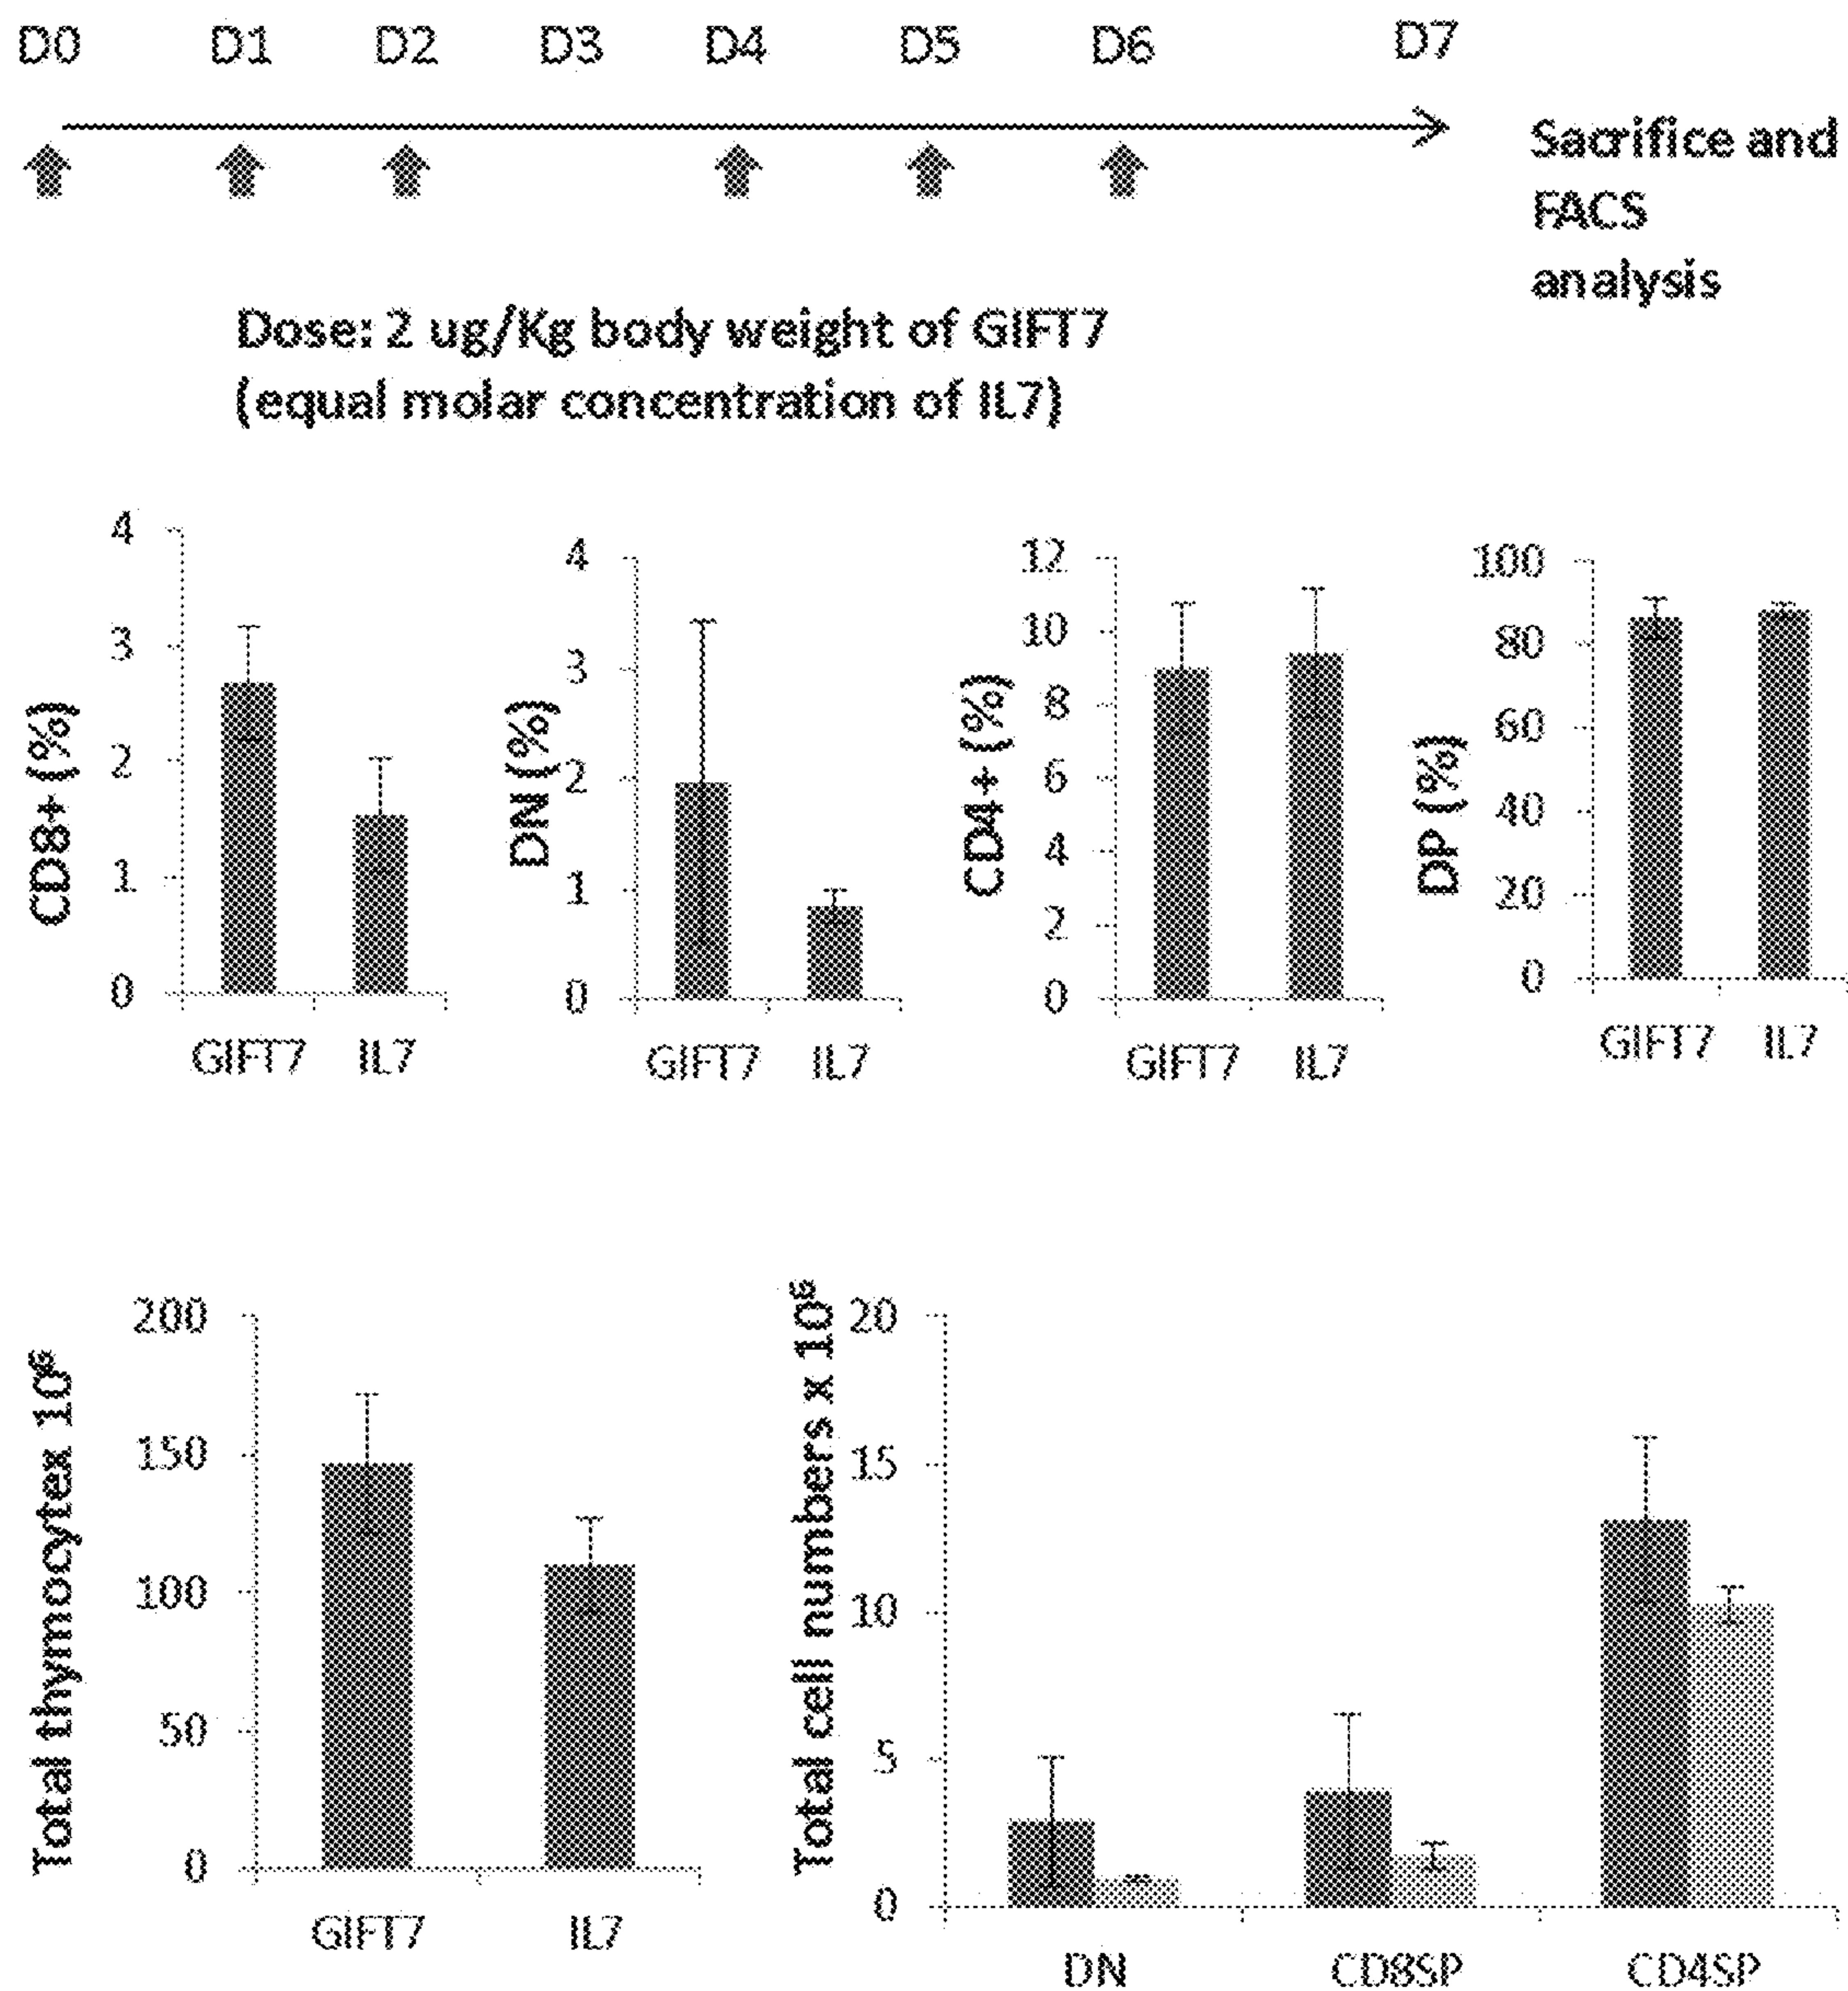 D0 D1 D2 D3 D4 D5 D6 D7
Sacrifice and
FACS
analysis
Dose: 2 ug/Kg body weight of GIFT7
(equal molar concentration of IL7)
CD8+ (%)
4
3
2
1
0
GIFT7 IL7
DN (%)
4
3
2
1
0
GIFT7 IL7
CD4+ (%)
12
10
8
6
4
2
0
GIFT7 IL7
DP (%)
100
80
60
40
20
0
GIFT7 IL7
Total thymocytex 10⁶
200
150
100
50
0
GIFT7 IL7
Total cell numbers x 10⁶
20
15
10
5
0
DN CD8SP CD4SP